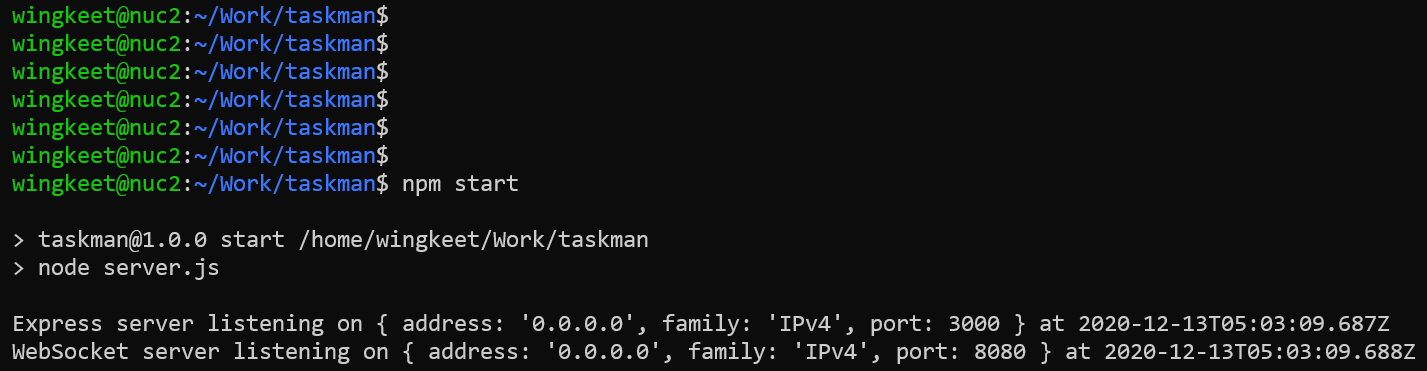 wingkeet@nuc2:~/Work/taskman$
wingkeet@nuc2:~/Work/taskman$
wingkeet@nuc2:~/Work/taskman$
wingkeet@nuc2:~/Work/taskman$
wingkeet@nuc2:~/Work/taskman$
wingkeet@nuc2:~/Work/taskman$
wingkeet@nuc2:~/Work/taskman$ npm start
> taskman@1.0.0 start /home/wingkeet/Work/taskman
> node server.js
Express server listening on { address: '0.0.0.0', family: 'IPv4', port: 3000 } at 2020-12-13T05:03:09.687Z
WebSocket server listening on { address: '0.0.0.0', family: 'IPv4', port: 8080 } at 2020-12-13T05:03:09.688Z